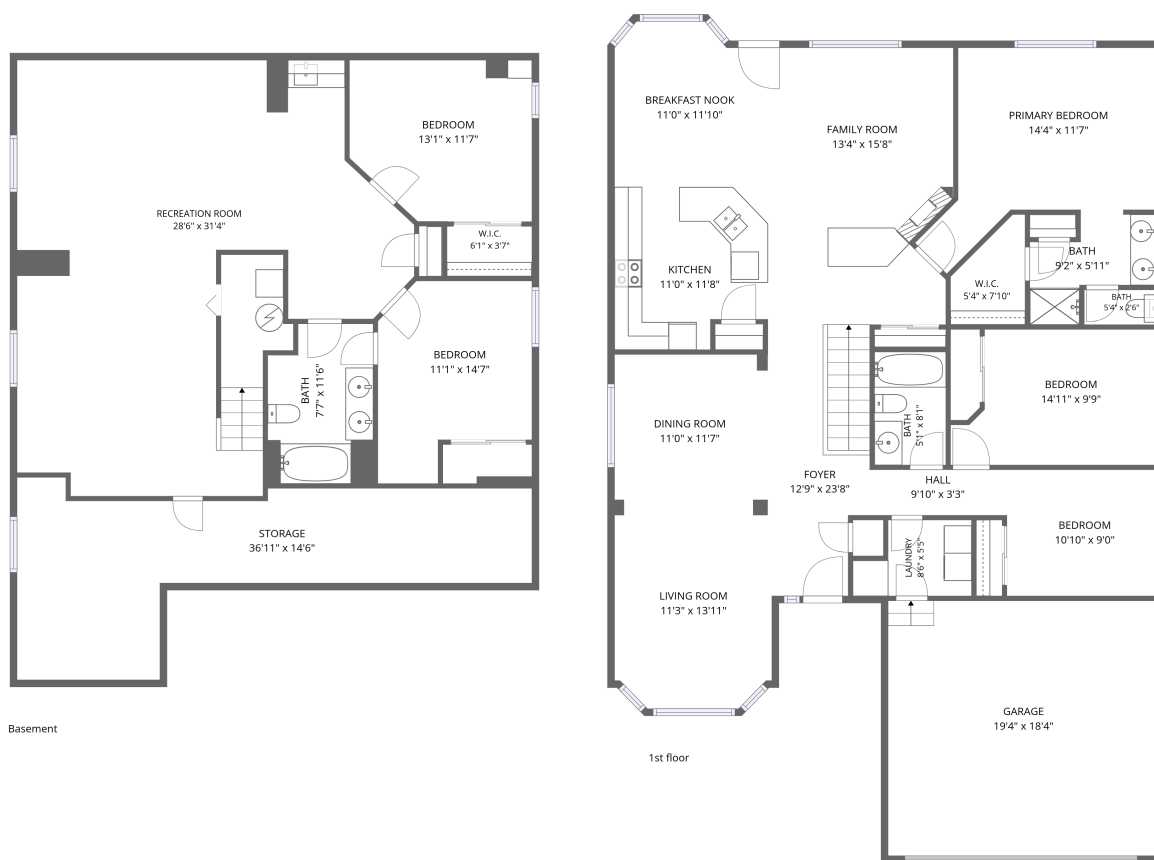 BEDROOM
13'1" x 11'7"
RECREATION ROOM
28'6" x 31'4"
W.I.C.
6'1" x 3'7"
BEDROOM
11'1" x 14'7"
BATH
7'7" x 11'6"
STORAGE
36'11" x 14'6"
Basement
BREAKFAST NOOK
11'0" x 11'10"
FAMILY ROOM
13'4" x 15'8"
PRIMARY BEDROOM
14'4" x 11'7"
KITCHEN
11'0" x 11'8"
BATH
9'2" x 5'11"
W.I.C.
5'4" x 7'10"
BATH
5'4" x 2'6"
BEDROOM
14'11" x 9'9"
DINING ROOM
11'0" x 11'7"
BATH
5'1" x 8'1"
FOYER
12'9" x 23'8"
HALL
9'10" x 3'3"
BEDROOM
10'10" x 9'0"
LAUNDRY
8'6" x 5'5"
LIVING ROOM
11'3" x 13'11"
GARAGE
19'4" x 18'4"
1st floor